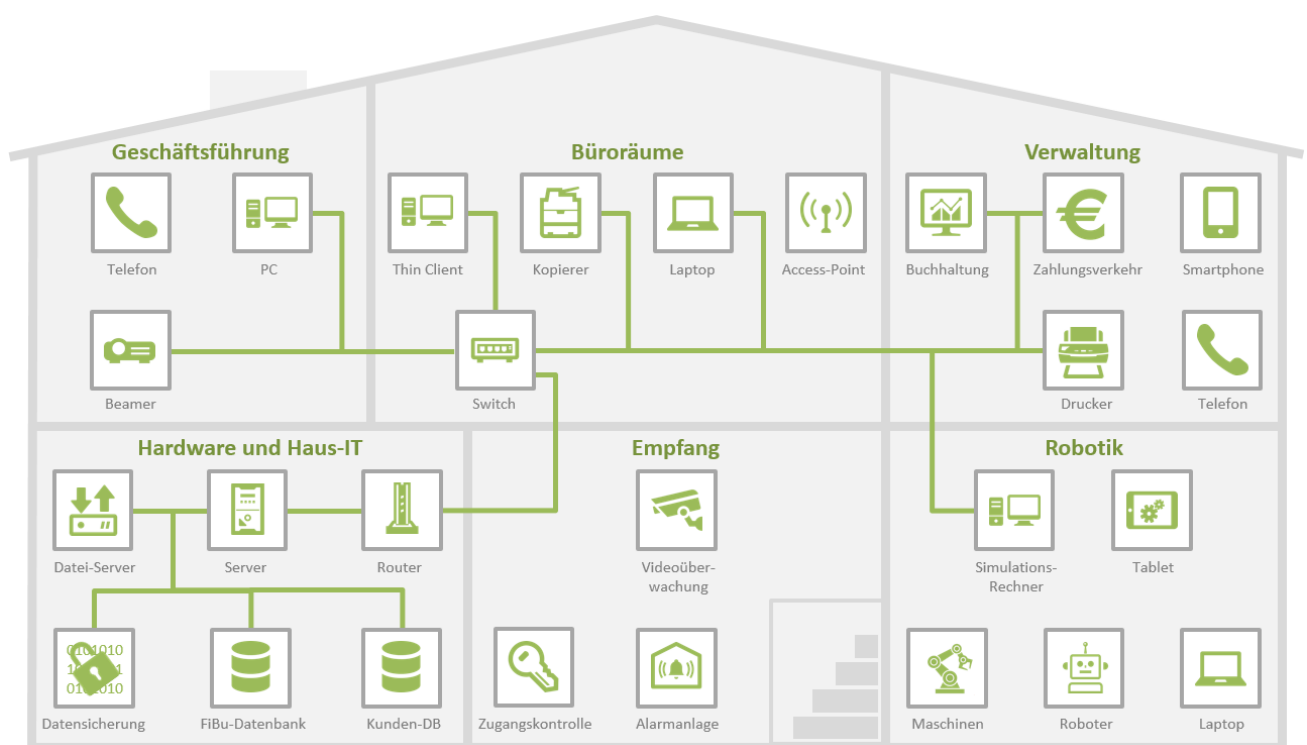 Geschäftsführung
Büroräume
Verwaltung
Telefon
PC
Thin Client
Kopierer
Laptop
Access-Point
Buchhaltung
Zahlungsverkehr
Smartphone
Beamer
Switch
Drucker
Telefon
Hardware und Haus-IT
Empfang
Robotik
Datei-Server
Server
Router
Videoüber-
wachung
Simulations-
Rechner
Tablet
Datensicherung
FiBu-Datenbank
Kunden-DB
Zugangskontrolle
Alarmanlage
Maschinen
Roboter
Laptop